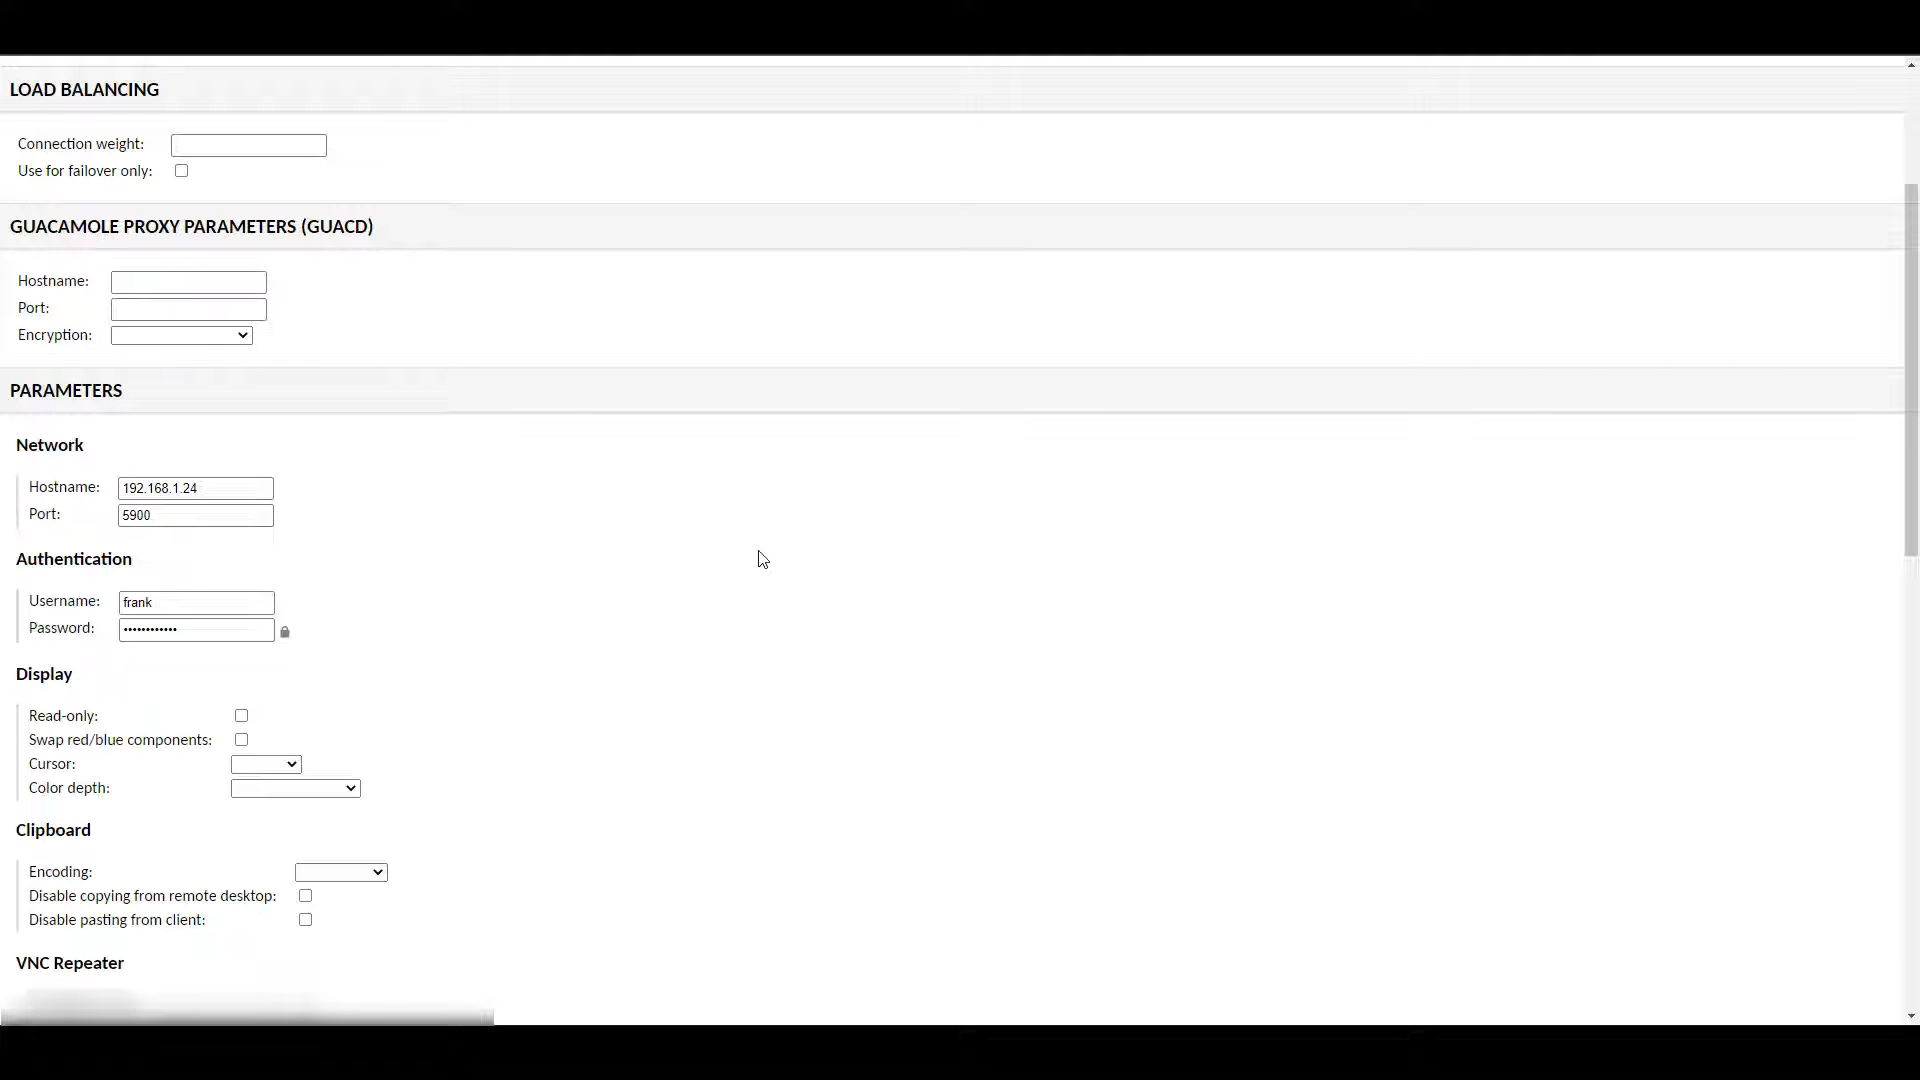 LOAD BALANCING
Connection weight:
Use for failover only:
GUACAMOLE PROXY PARAMETERS (GUACD)
Hostname:
Port:
Encryption:
PARAMETERS
Network
Hostname: 192.168.1.24
Port: 5900
Authentication
Username: frank
Password: ••••••••••••
Display
Read-only:
Swap red/blue components:
Cursor:
Color depth:
Clipboard
Encoding:
Disable copying from remote desktop:
Disable pasting from client:
VNC Repeater